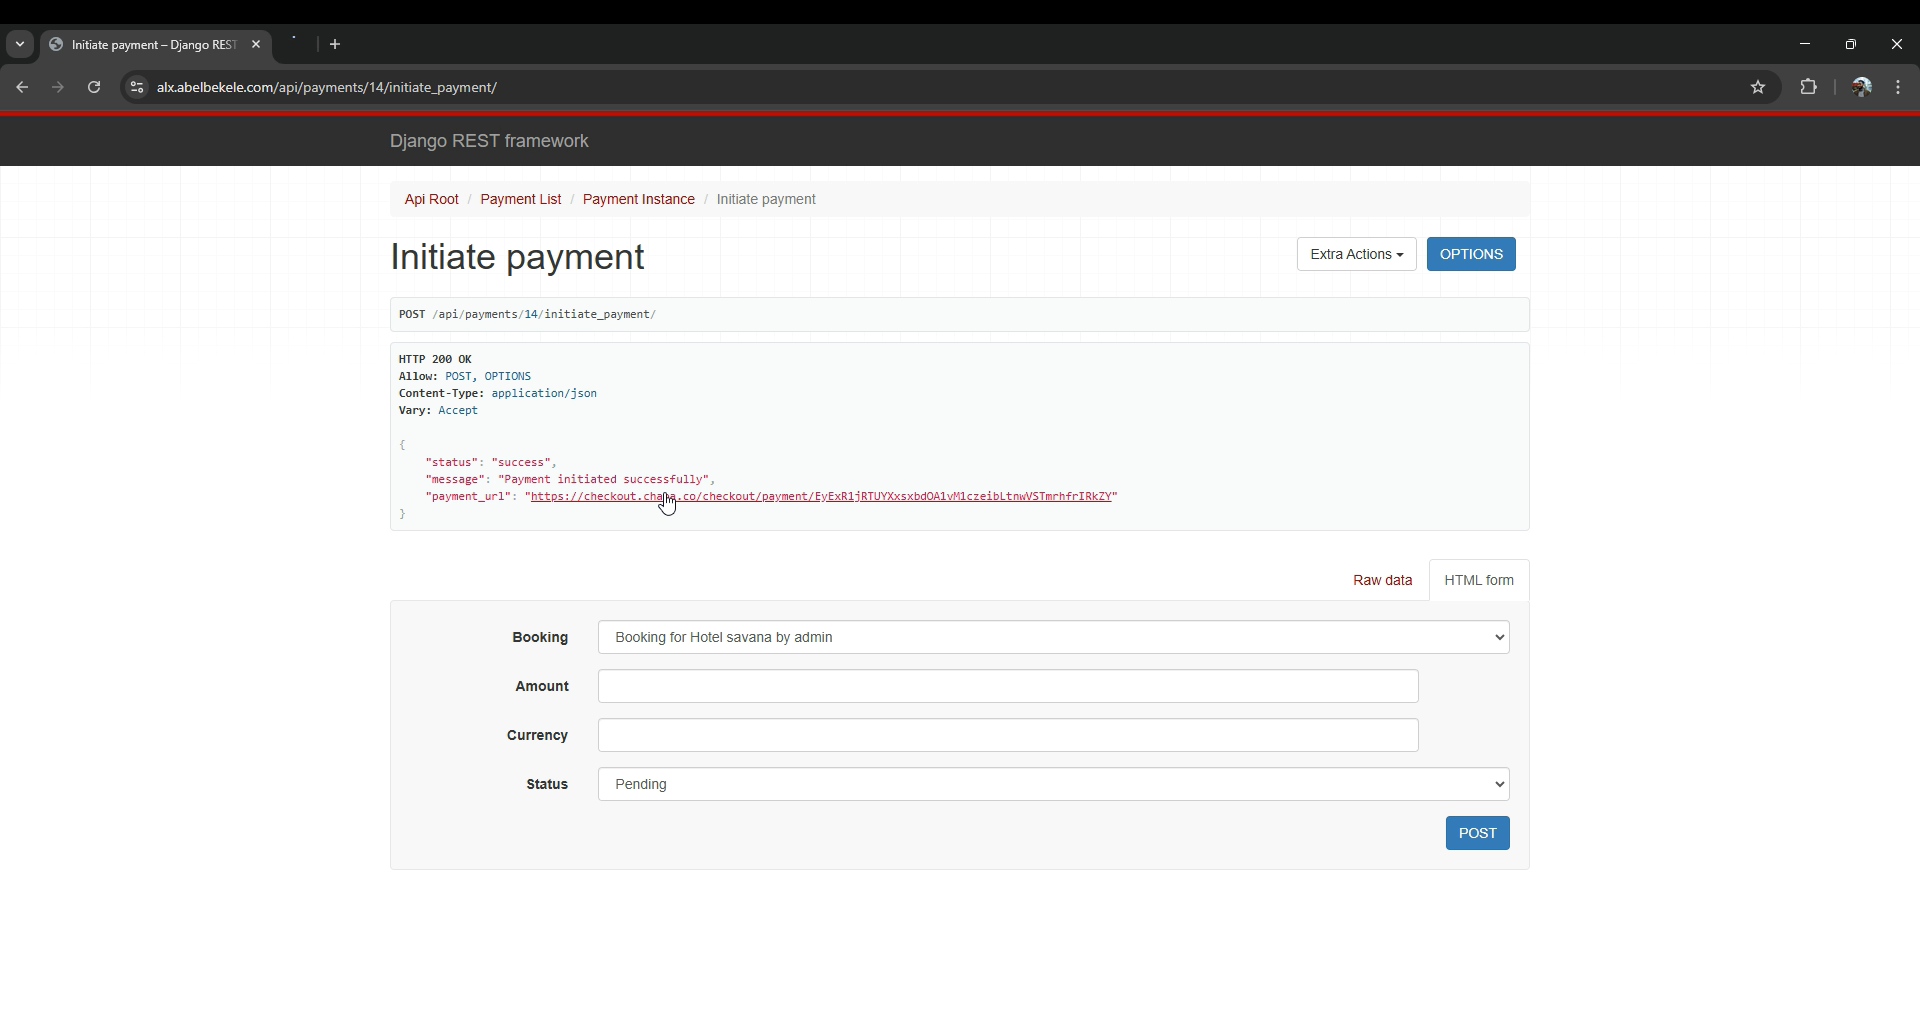 Initiate payment – Django REST
alx.abelbekele.com/api/payments/14/initiate_payment/
Django REST framework
Api Root / Payment List / Payment Instance / Initiate payment
Initiate payment
Extra Actions
OPTIONS
POST /api/payments/14/initiate_payment/
HTTP 200 OK
Allow: POST, OPTIONS
Content-Type: application/json
Vary: Accept
{
"status": "success",
"message": "Payment initiated successfully",
"payment_url": "https://checkout.chapa.co/checkout/payment/EyExR1jRTUYXxsxbdOA1vM1czeibLtnwVSTmrhfrIRkZY"
}
Raw data
HTML form
Booking
Booking for Hotel savana by admin
Amount
Currency
Status
Pending
POST